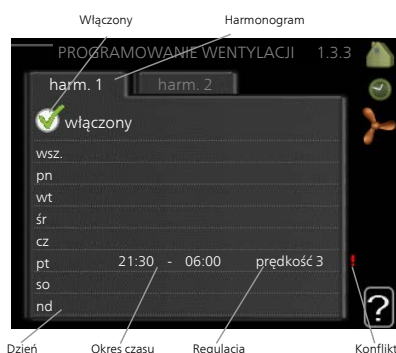 Włączony Harmonogram
PROGRAMOWANIE WENTYLACJI 1.3.3
harm. 1 harm. 2
włączony
wsz.
pn
wt
śr
cz
pt 21:30 - 06:00 prędkość 3 !
so
nd
?
Dzień Okres czasu Regulacja Konflikt